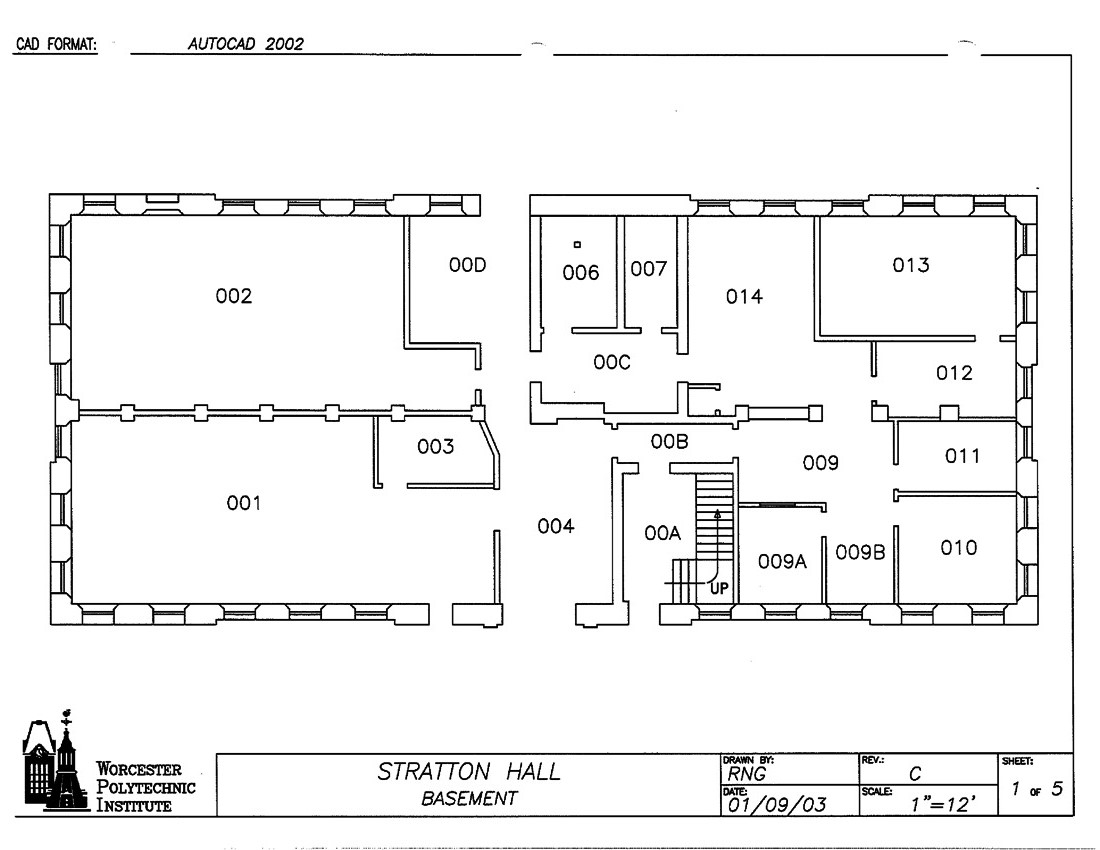 CAD FORMAT: AUTOCAD 2002
00D
002
006
007
014
013
00C
012
003
00B
009
011
001
004
00A
009A
009B
010
UP
WORCESTER
POLYTECHNIC
INSTITUTE
STRATTON HALL
BASEMENT
DRAWN BY:
RNG
DATE:
01/09/03
REV.:
C
SCALE:
1"=12'
SHEET:
1 OF 5